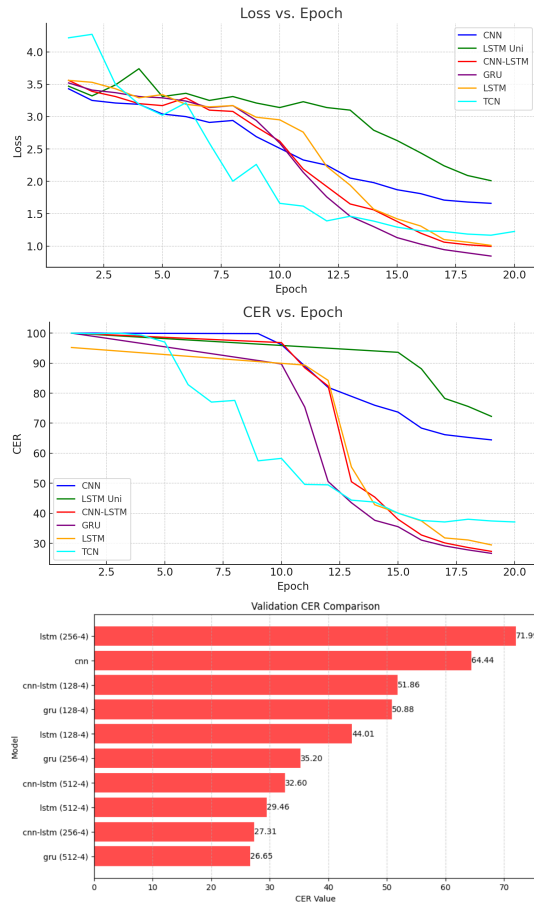 Loss vs. Epoch
CNN
LSTM Uni
CNN-LSTM
GRU
LSTM
TCN
4.0
3.5
3.0
2.5
2.0
1.5
1.0
Loss
2.5 5.0 7.5 10.0 12.5 15.0 17.5 20.0
Epoch
CER vs. Epoch
100
90
80
70
60
50
40
30
CER
CNN
LSTM Uni
CNN-LSTM
GRU
LSTM
TCN
2.5 5.0 7.5 10.0 12.5 15.0 17.5 20.0
Epoch
Validation CER Comparison
Model
lstm (256-4) 71.99
cnn 64.44
cnn-lstm (128-4) 51.86
gru (128-4) 50.88
lstm (128-4) 44.01
gru (256-4) 35.20
cnn-lstm (512-4) 32.60
lstm (512-4) 29.46
cnn-lstm (256-4) 27.31
gru (512-4) 26.65
0 10 20 30 40 50 60 70
CER Value